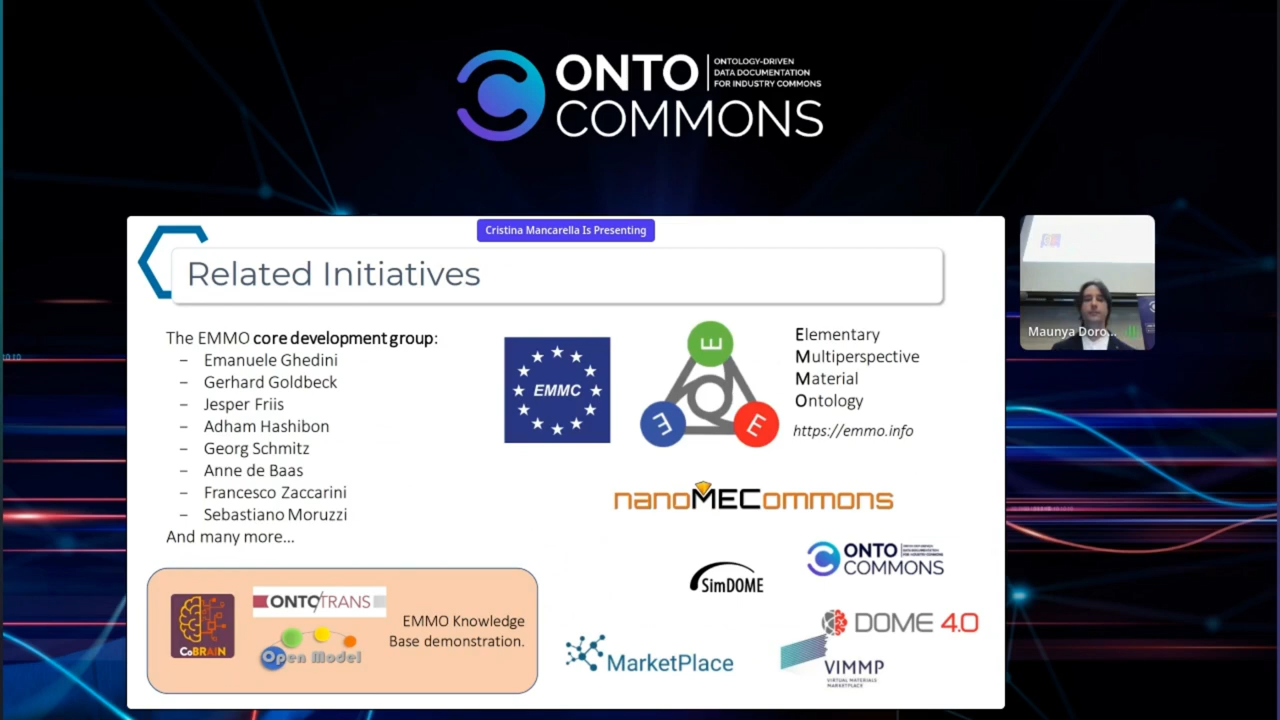 ONTO
COMMONS
ONTOLOGY-DRIVEN
DATA DOCUMENTATION
FOR INDUSTRY COMMONS
Cristina Mancarella Is Presenting
Related Initiatives
The EMMO core development group:
– Emanuele Ghedini
– Gerhard Goldbeck
– Jesper Friis
– Adham Hashibon
– Georg Schmitz
– Anne de Baas
– Francesco Zaccarini
– Sebastiano Moruzzi
And many more...
EMMC
E
E
E
Elementary
Multiperspective
Material
Ontology
https://emmo.info
Maunya Doro...
nanoMECommons
ONTO
COMMONS
SimDOME
DOME 4.0
MarketPlace
VIMMP
VIRTUAL MATERIALS
MARKETPLACE
CoBRAIN
ONTOTRANS
Open Model
EMMO Knowledge
Base demonstration.